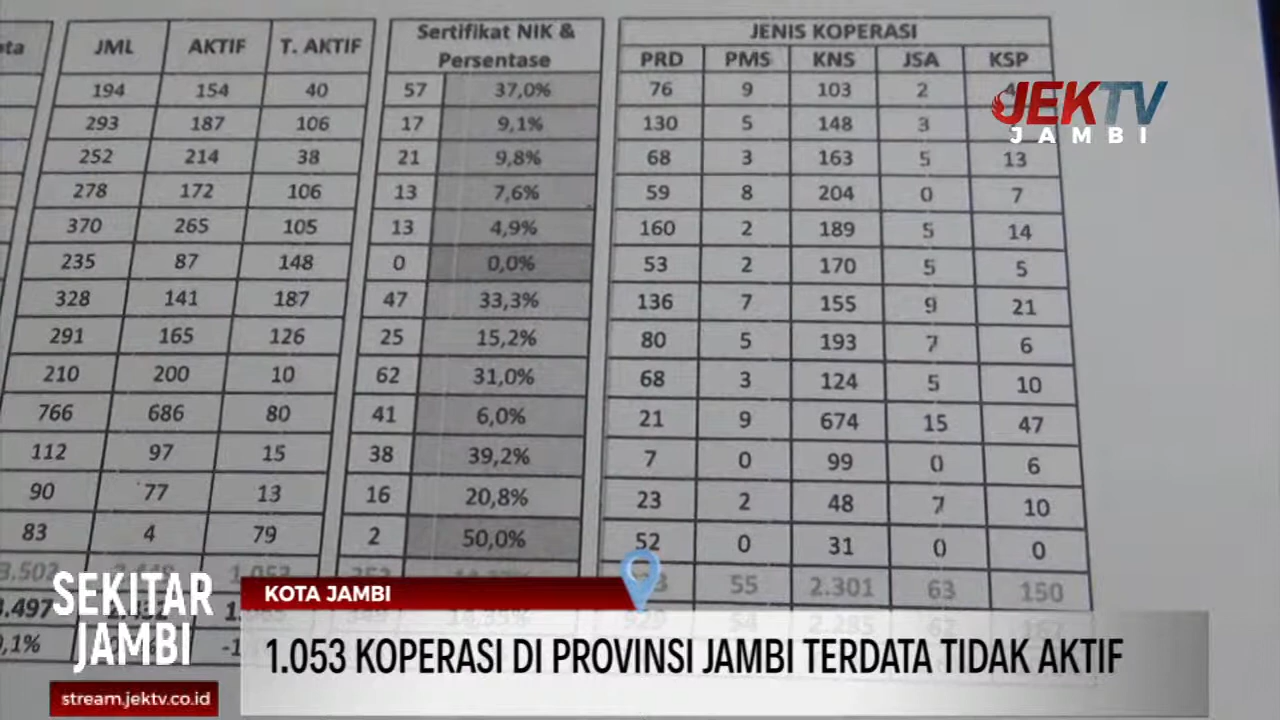 ta JML AKTIF T. AKTIF Sertifikat NIK & Persentase JENIS KOPERASI
PRD PMS KNS JSA KSP
194 154 40 57 37,0% 76 9 103 2
293 187 106 17 9,1% 130 5 148 3
252 214 38 21 9,8% 68 3 163 5 13
278 172 106 13 7,6% 59 8 204 0 7
370 265 105 13 4,9% 160 2 189 5 14
235 87 148 0 0,0% 53 2 170 5 5
328 141 187 47 33,3% 136 7 155 9 21
291 165 126 25 15,2% 80 5 193 7 6
210 200 10 62 31,0% 68 3 124 5 10
766 686 80 41 6,0% 21 9 674 15 47
112 97 15 38 39,2% 7 0 99 0 6
90 77 13 16 20,8% 23 2 48 7 10
83 4 79 2 50,0% 52 0 31 0 0
55 2.301 63 150
JEKTV
JAMBI
SEKITAR
JAMBI
stream.jektv.co.id
KOTA JAMBI
1.053 KOPERASI DI PROVINSI JAMBI TERDATA TIDAK AKTIF